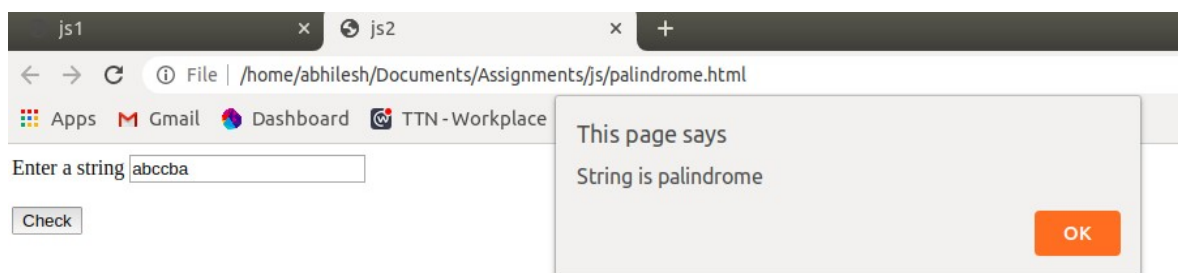 js1 × js2 × +
File | /home/abhilesh/Documents/Assignments/js/palindrome.html
Apps M Gmail Dashboard TTN - Workplace
This page says
Enter a string abccba
String is palindrome
Check
OK